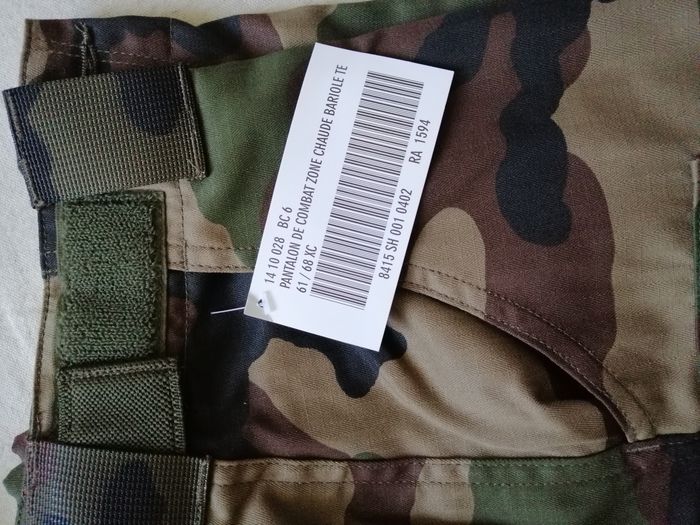 14 10 028 BC 6
PANTALON DE COMBAT ZONE CHAUDE BARIOLE TE
61 / 68 XC
8415 SH 001 0402 RA 1594